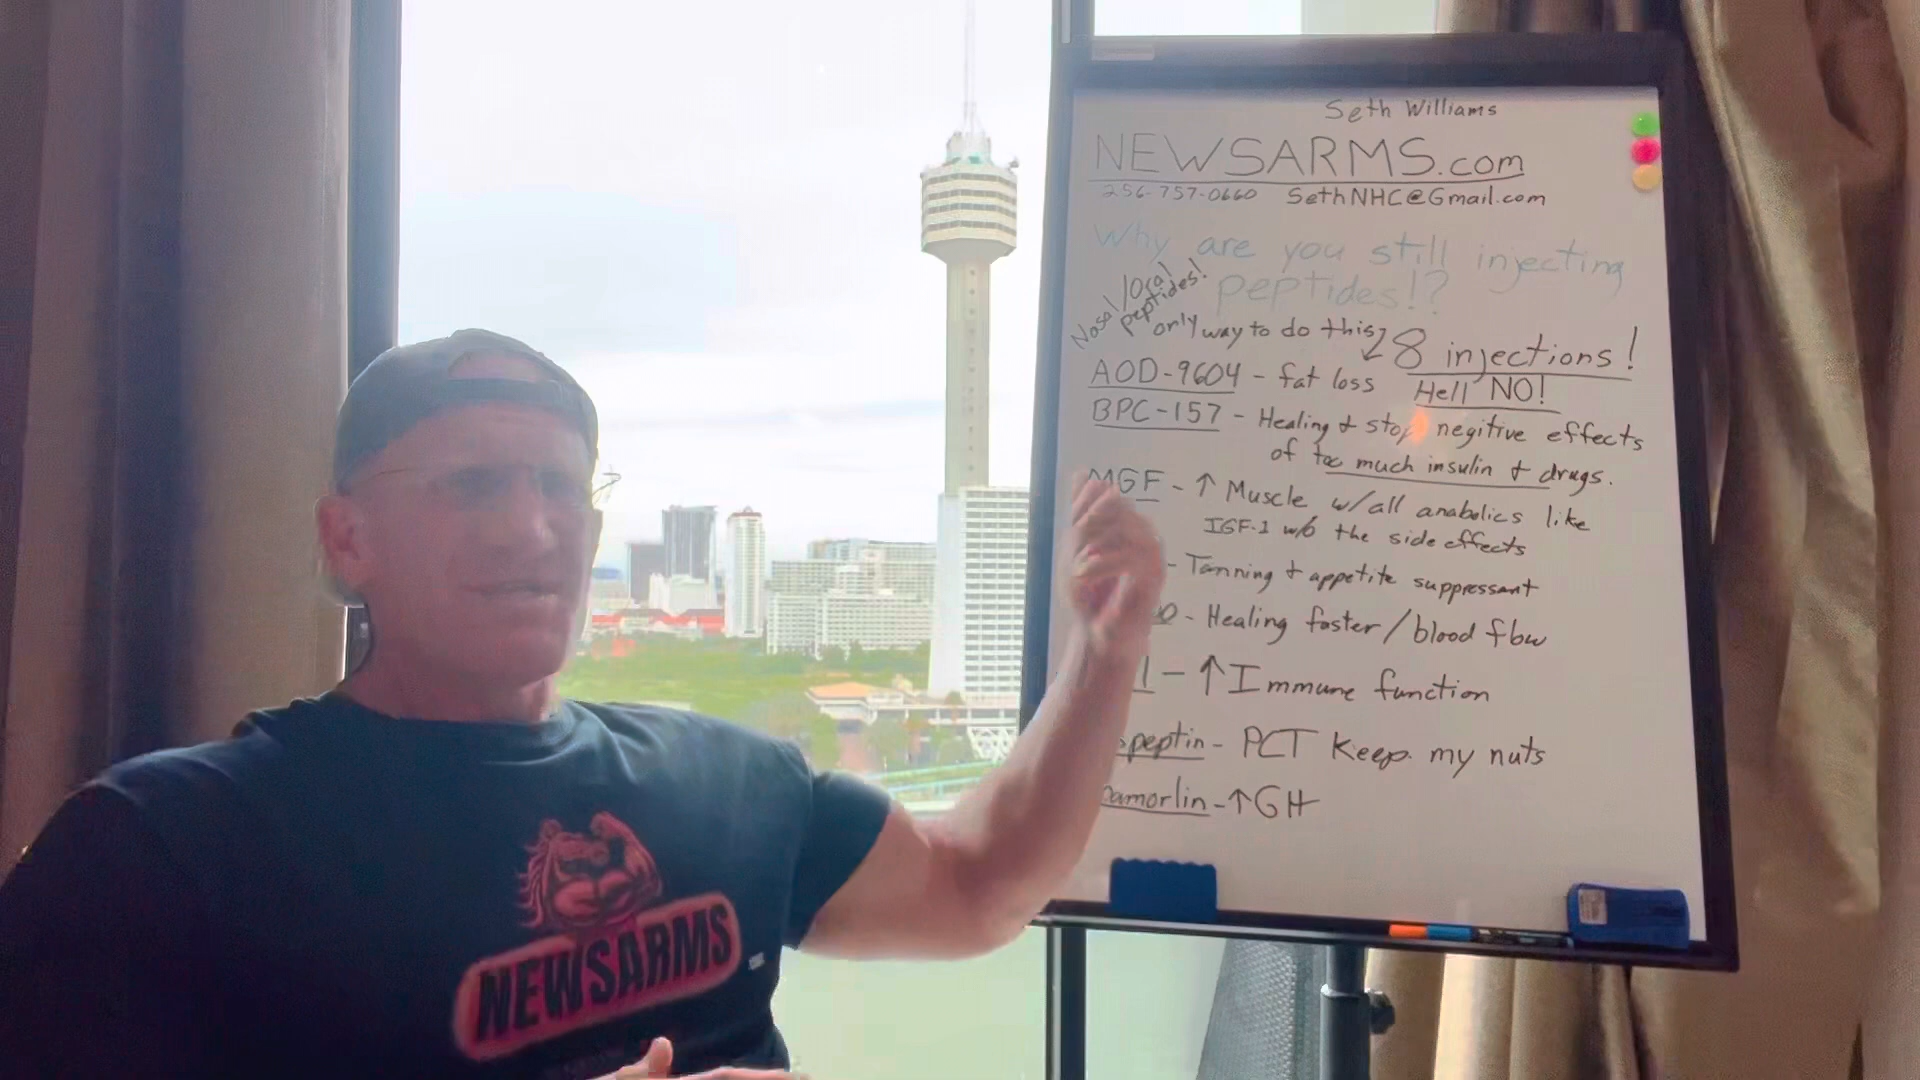 Seth Williams
NEWSARMS.com
256-757-0660 SethNHC@Gmail.com
Why are you still injecting
peptides!?
Nasal/oral
peptides!
only way to do this
8 injections!
AOD-9604 - fat loss
Hell NO!
BPC-157 - Healing + stop negitive effects
of too much insulin + drugs.
MGF - ↑ Muscle w/all anabolics like
IGF-1 w/o the side effects
- Tanning + appetite suppressant
- Healing faster/blood flow
1 - ↑ Immune function
speptin - PCT Keep my nuts
amorlin - ↑GH
NEWSARMS